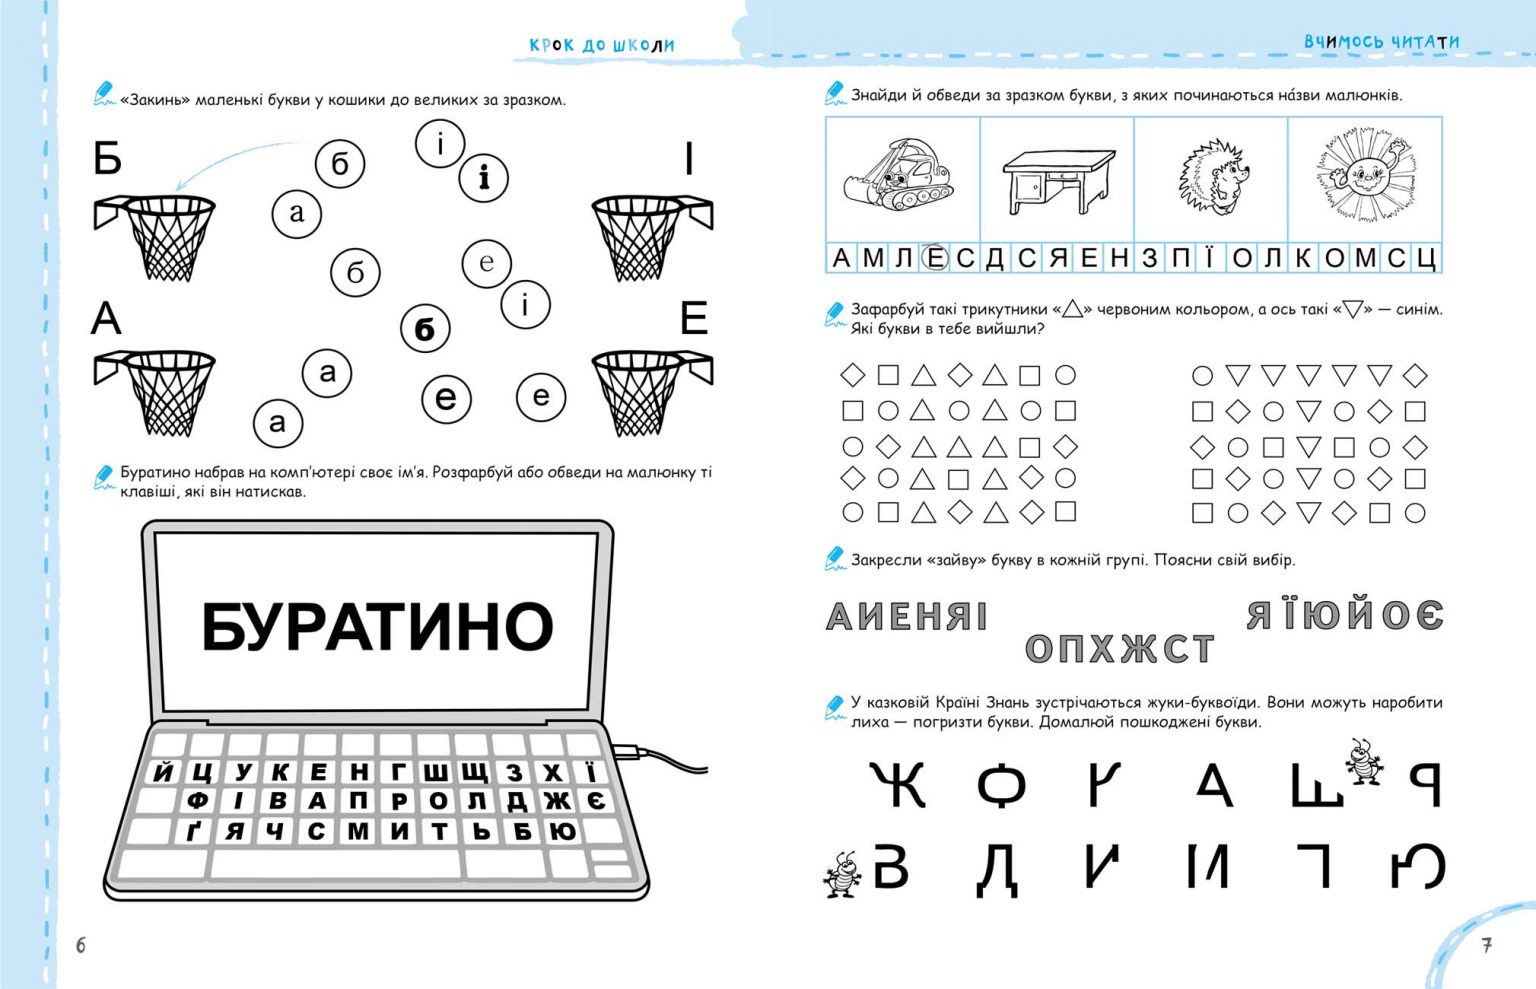 КРОК ДО ШКОЛИ
«Закинь» маленькі букви у кошики до великих за зразком.
Б
І
б
і
і
а
б
е
і
А
Е
б
а
е
е
а
Буратино набрав на комп'ютері своє ім'я. Розфарбуй або обведи на малюнку ті
клавіші, які він натискав.
БУРАТИНО
Й Ц У К Е Н Г Ш Щ З Х Ї
Ф І В А П Р О Л Д Ж Є
Ґ Я Ч С М И Т Ь Б Ю
6
ВЧИМОСЬ ЧИТАТИ
Знайди й обведи за зразком букви, з яких починаються на́зви малюнків.
А М Л Е С Д С Я Е Н З П Ї О Л К О М С Ц
Зафарбуй такі трикутники «△» червоним кольором, а ось такі «▽» — синім.
Які букви в тебе вийшли?
Закресли «зайву» букву в кожній групі. Поясни свій вибір.
АИЕНЯІ
ОПХЖСТ
ЯЇЮЙОЄ
У казковій Країні Знань зустрічаються жуки-буквоїди. Вони можуть наробити
лиха — погризти букви. Домалюй пошкоджені букви.
7